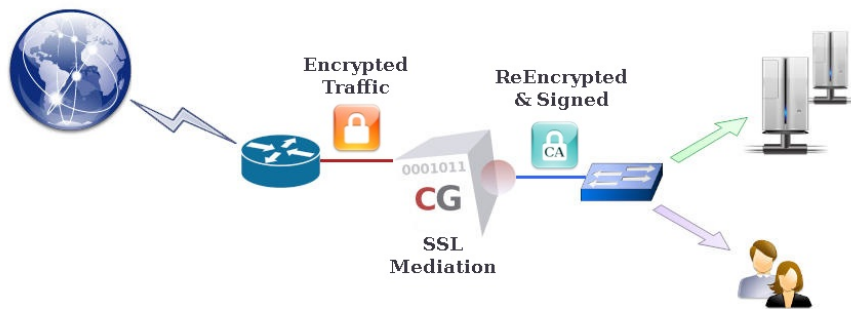 Encrypted
Traffic
ReEncrypted
& Signed
CA
0001011
CG
SSL
Mediation